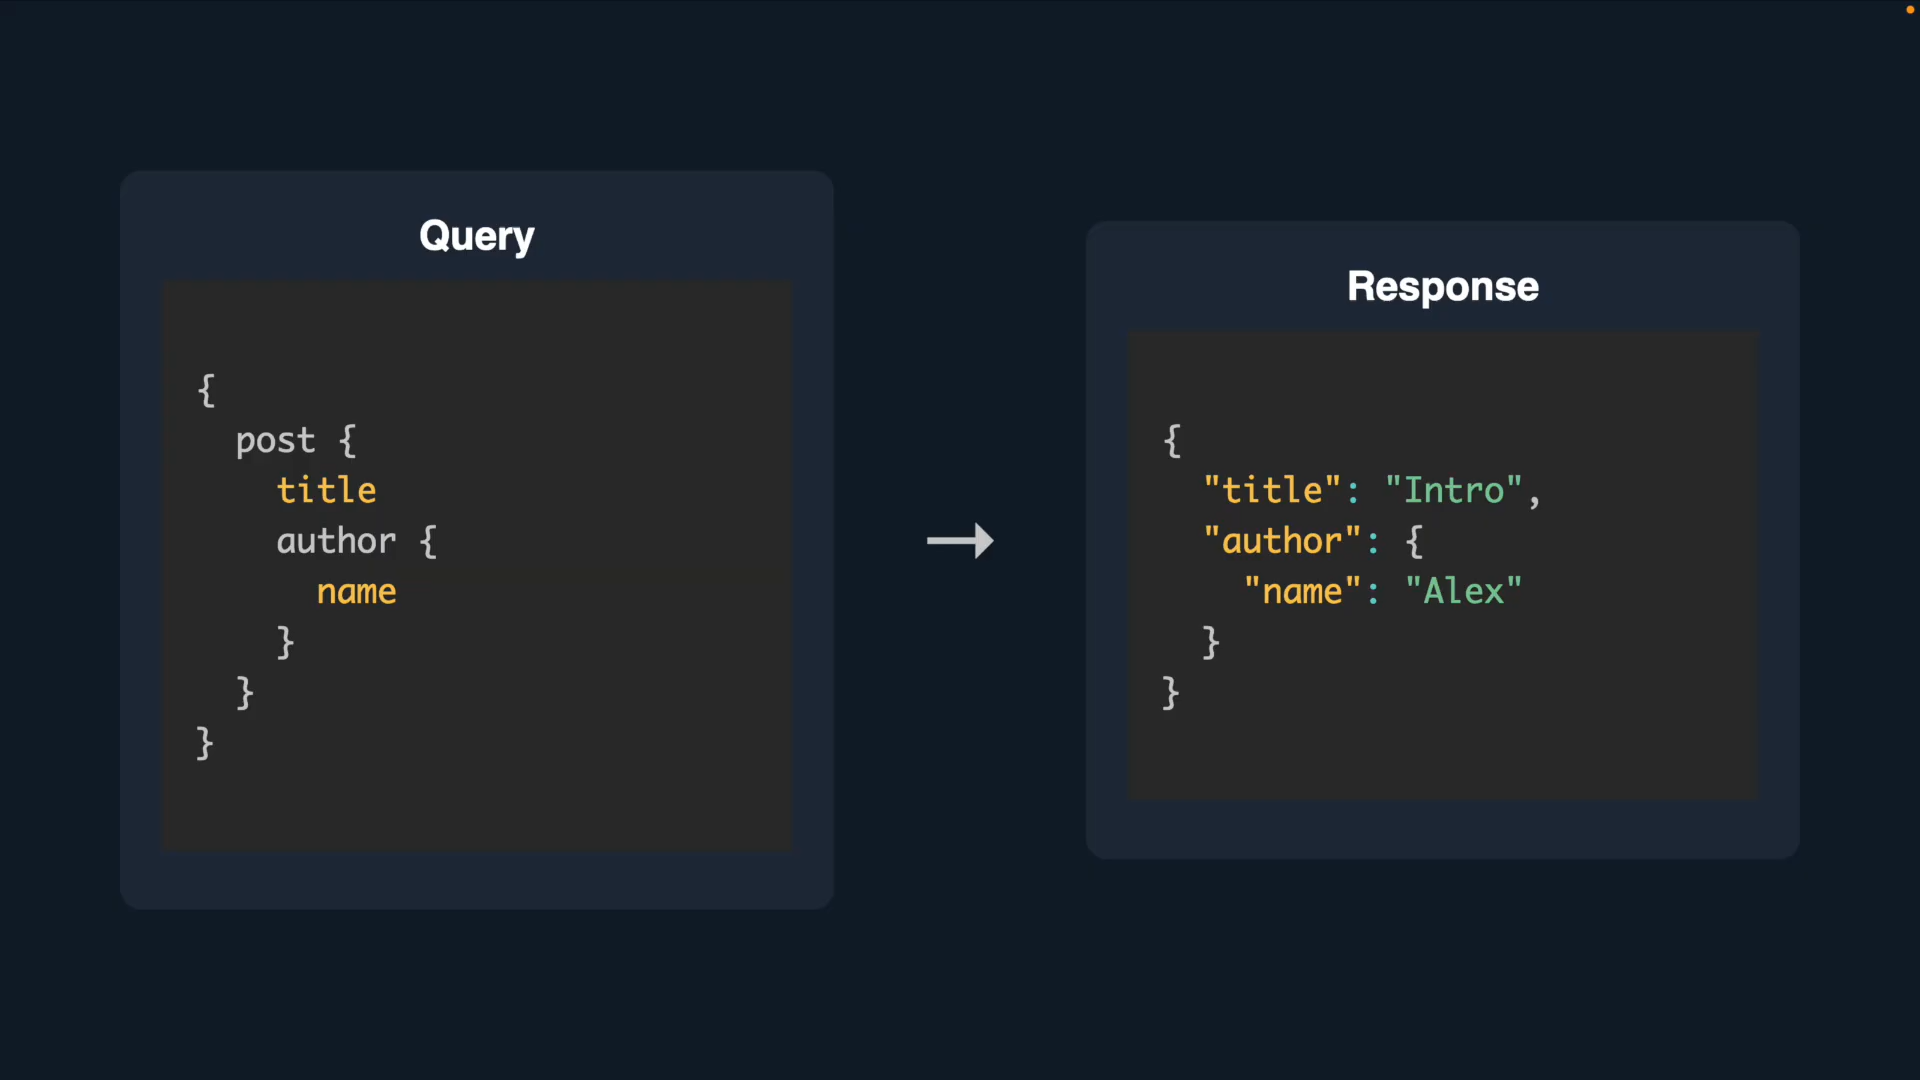 Query
{
  post {
    title
    author {
      name
    }
  }
}
Response
{
  "title": "Intro",
  "author": {
    "name": "Alex"
  }
}